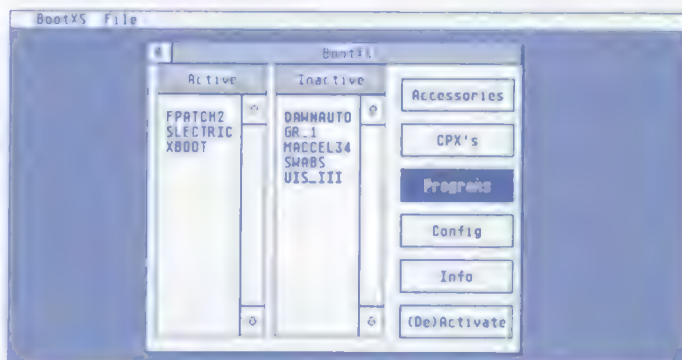 BootXS File
BootXS
Active
Inactive
FPATCH2
SLECTRIC
XBOOT
DAWNAUTO
GR_1
MACCEL34
SWABS
VIS_III
Accessories
CPX's
Programs
Config
Info
(De)Activate